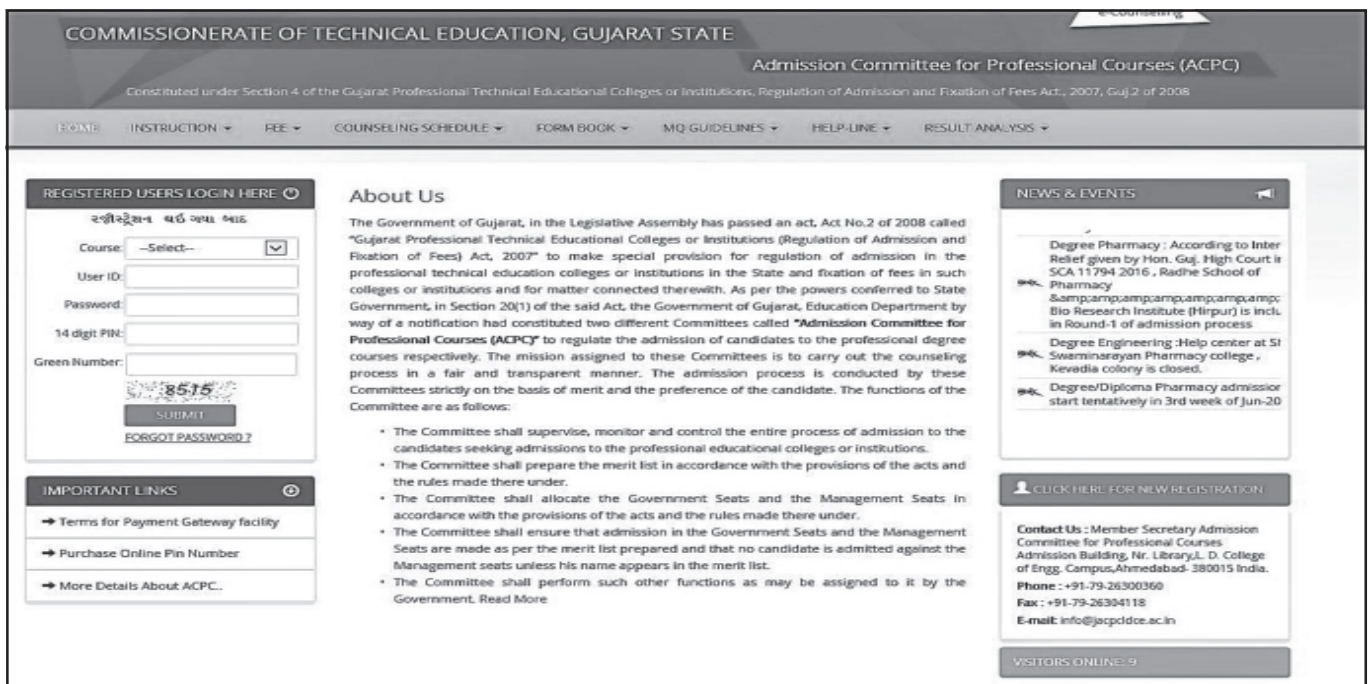 e-Counselling
COMMISSIONERATE OF TECHNICAL EDUCATION, GUJARAT STATE
Admission Committee for Professional Courses (ACPC)
Constituted under Section 4 of the Gujarat Professional Technical Educational Colleges or Institutions, Regulation of Admission and Fixation of Fees Act., 2007, Guj.2 of 2008
HOME INSTRUCTION FEE COUNSELING SCHEDULE FORM BOOK MQ GUIDELINES HELP-LINE RESULT ANALYSIS
REGISTERED USERS LOGIN HERE
રજીસ્ટ્રેશન થઈ ગયા બાદ
Course: --Select--
User ID:
Password:
14 digit PIN:
Green Number:
8515
SUBMIT
FORGOT PASSWORD ?
IMPORTANT LINKS
Terms for Payment Gateway facility
Purchase Online Pin Number
More Details About ACPC..
About Us
The Government of Gujarat, in the Legislative Assembly has passed an act, Act No.2 of 2008 called
"Gujarat Professional Technical Educational Colleges or Institutions (Regulation of Admission and
Fixation of Fees) Act, 2007" to make special provision for regulation of admission in the
professional technical education colleges or institutions in the State and fixation of fees in such
colleges or institutions and for matter connected therewith. As per the powers conferred to State
Government, in Section 20(1) of the said Act, the Government of Gujarat, Education Department by
way of a notification had constituted two different Committees called "Admission Committee for
Professional Courses (ACPC)" to regulate the admission of candidates to the professional degree
courses respectively. The mission assigned to these Committees is to carry out the counseling
process in a fair and transparent manner. The admission process is conducted by these
Committees strictly on the basis of merit and the preference of the candidate. The functions of the
Committee are as follows:
• The Committee shall supervise, monitor and control the entire process of admission to the
candidates seeking admissions to the professional educational colleges or institutions.
• The Committee shall prepare the merit list in accordance with the provisions of the acts and
the rules made there under.
• The Committee shall allocate the Government Seats and the Management Seats in
accordance with the provisions of the acts and the rules made there under.
• The Committee shall ensure that admission in the Government Seats and the Management
Seats are made as per the merit list prepared and that no candidate is admitted against the
Management seats unless his name appears in the merit list.
• The Committee shall perform such other functions as may be assigned to it by the
Government. Read More
NEWS & EVENTS
Degree Pharmacy : According to Inter
Relief given by Hon. Guj. High Court ir
SCA 11794 2016 , Radhe School of
Pharmacy
&amp;amp;amp;amp;amp;amp;
Bio Research Institute (Hirpur) is inclu
in Round-1 of admission process
Degree Engineering :Help center at Sl
Swaminarayan Pharmacy college ,
Kevadia colony is closed.
Degree/Diploma Pharmacy admission
start tentatively in 3rd week of Jun-20
CLICK HERE FOR NEW REGISTRATION
Contact Us : Member Secretary Admission
Committee for Professional Courses
Admission Building, Nr. Library,L. D. College
of Engg. Campus,Ahmedabad- 380015 India.
Phone : +91-79-26300360
Fax : +91-79-26304118
E-mail: info@jacpcldce.ac.in
VISITORS ONLINE: 9